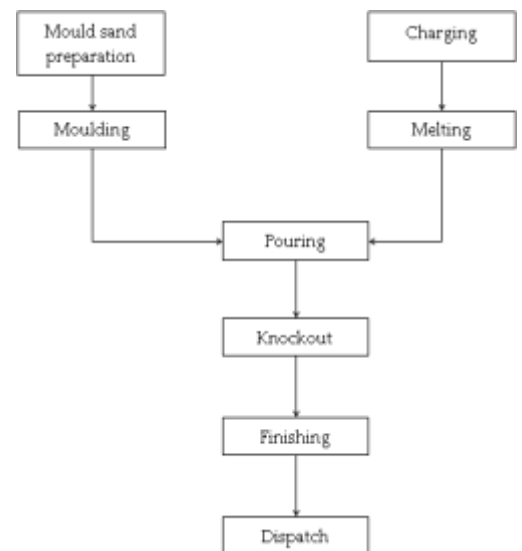 Mould sand
preparation
Charging
Moulding
Melting
Pouring
Knockout
Finishing
Dispatch